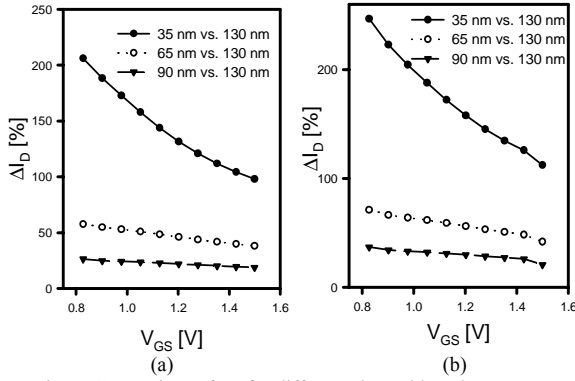 35 nm vs. 130 nm
65 nm vs. 130 nm
90 nm vs. 130 nm
ΔI_D [%]
250
200
150
100
50
0
0.8 1.0 1.2 1.4 1.6
V_GS [V]
(a)
35 nm vs. 130 nm
65 nm vs. 130 nm
90 nm vs. 130 nm
ΔI_D [%]
200
100
0
0.8 1.0 1.2 1.4 1.6
V_GS [V]
(b)